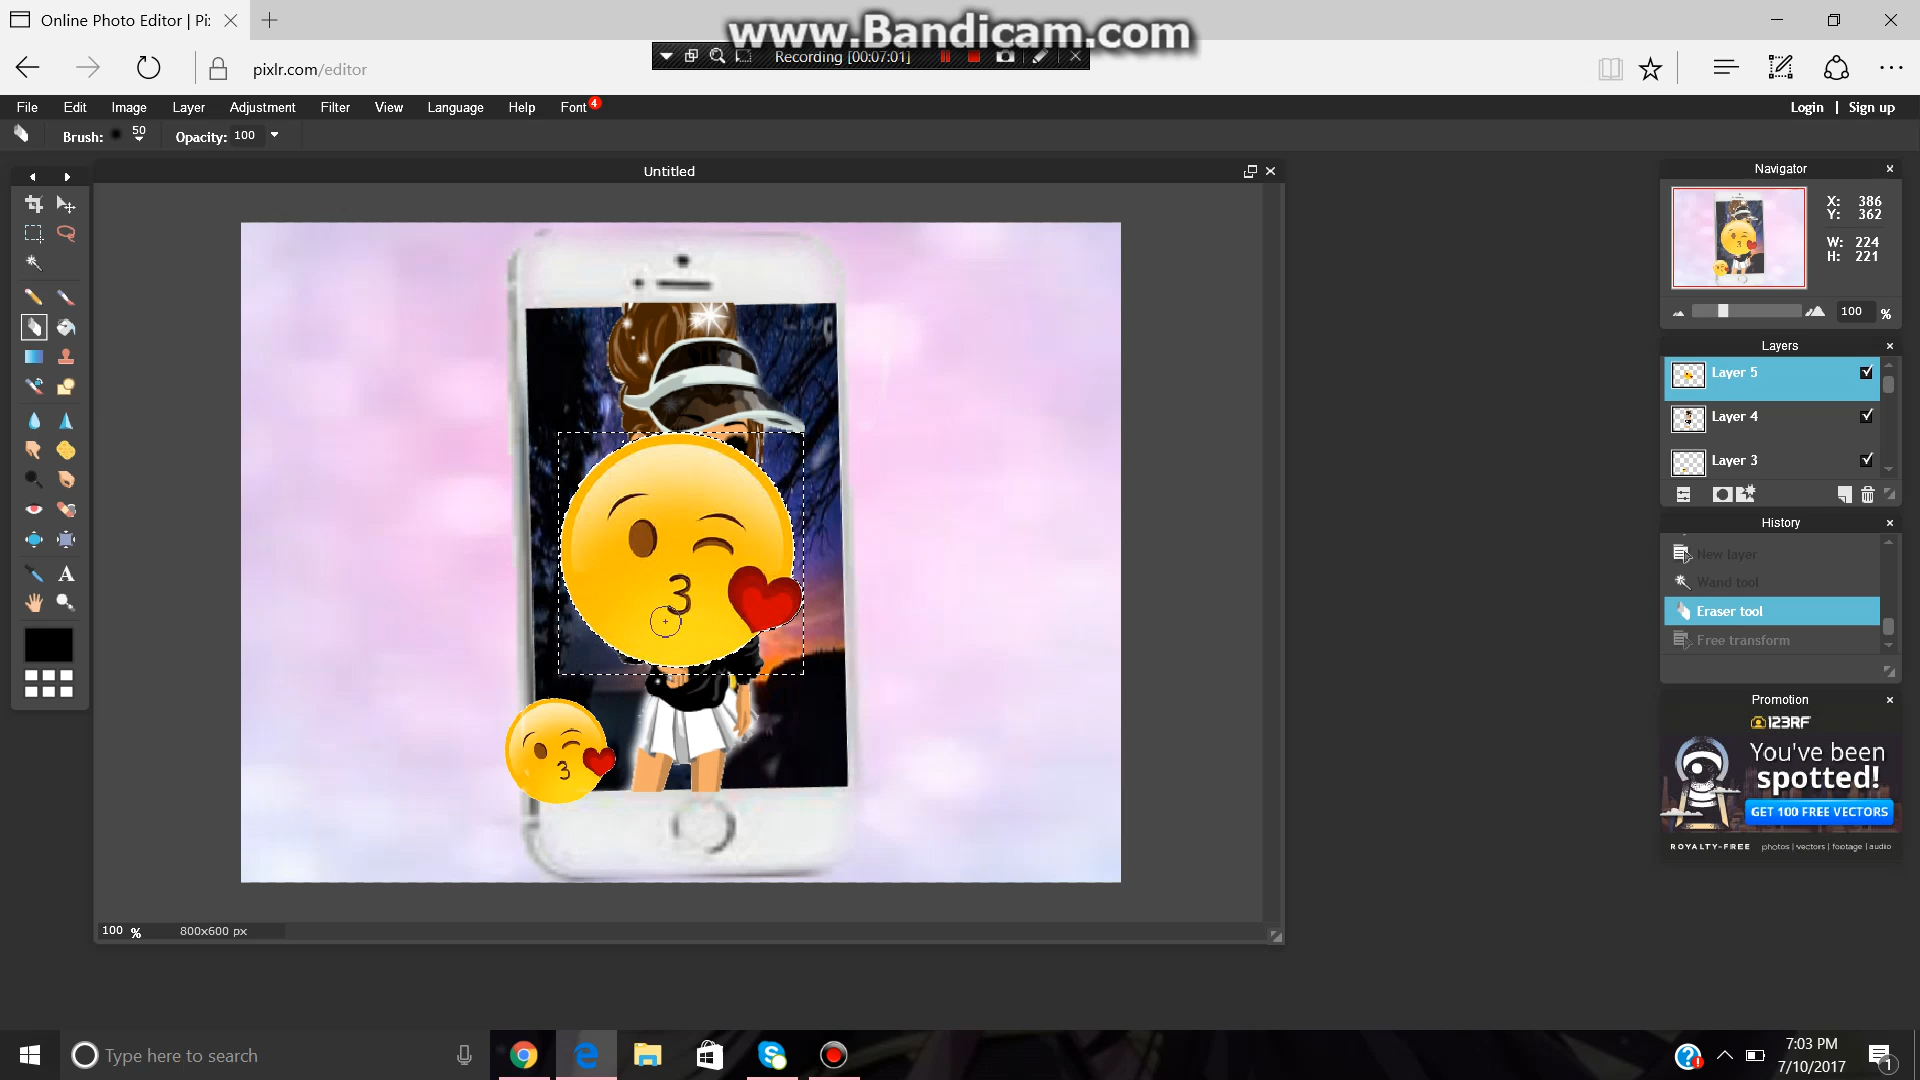 Online Photo Editor | Pi:
www.Bandicam.com
Recording [00:07:01]
pixlr.com/editor
File Edit Image Layer Adjustment Filter View Language Help Font 4
Login | Sign up
Brush: 50 Opacity: 100
Untitled
Navigator
X: 386
Y: 362
W: 224
H: 221
100 %
Layers
Layer 5
Layer 4
Layer 3
History
New layer
Wand tool
Eraser tool
Free transform
Promotion
123RF
You've been
spotted!
GET 100 FREE VECTORS
ROYALTY-FREE photos | vectors | footage | audio
A
100 % 800x600 px
Type here to search
7:03 PM
7/10/2017
1